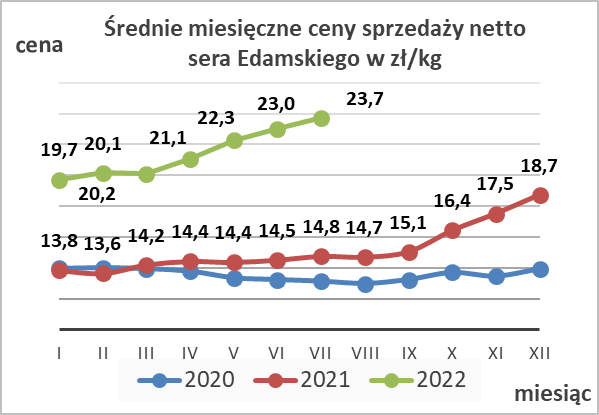 Średnie miesięczne ceny sprzedaży netto
sera Edamskiego w zł/kg
cena
19,7 20,1 20,2 21,1 22,3 23,0 23,7
13,8 13,6 14,2 14,4 14,4 14,5 14,8 14,7 15,1 16,4 17,5 18,7
I II III IV V VI VII VIII IX X XI XII
2020 2021 2022
miesiąc